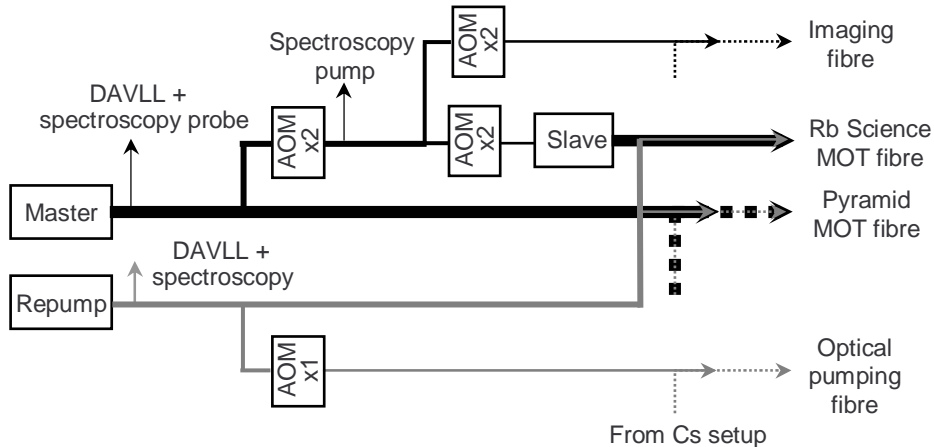 Imaging
fibre
AOM
x2
Spectroscopy
pump
DAVLL +
spectroscopy probe
AOM
x2
AOM
x2
Slave
Rb Science
MOT fibre
Master
Pyramid
MOT fibre
DAVLL +
spectroscopy
Repump
AOM
x1
Optical
pumping
fibre
From Cs setup